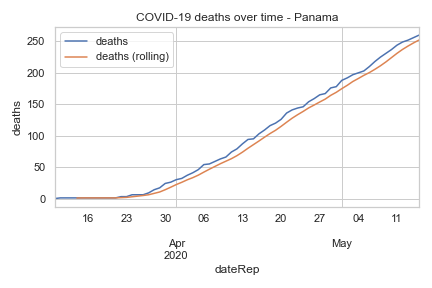 COVID-19 deaths over time - Panama
deaths
deaths (rolling)
deaths
250
200
150
100
50
0
16 23 30 06 13 20 27 04 11
Apr May
2020
dateRep